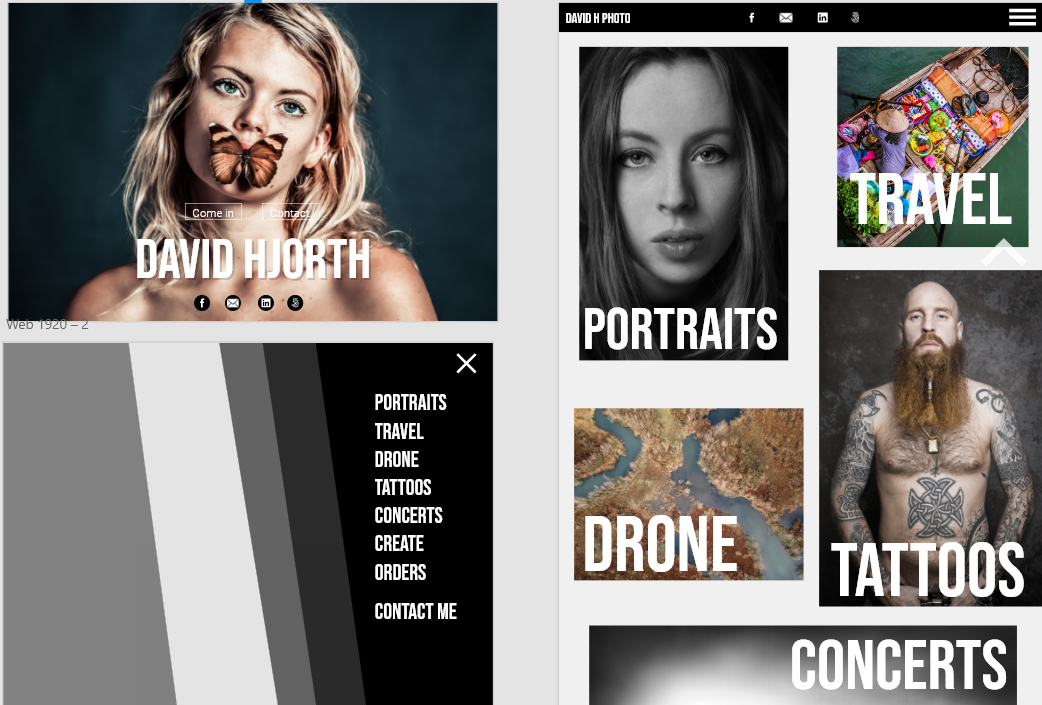 Come in
Contact
DAVID HJORTH
Web 1920 – 2
PORTRAITS
TRAVEL
DRONE
TATTOOS
CONCERTS
CREATE
ORDERS
CONTACT ME
DAVID H PHOTO
PORTRAITS
TRAVEL
DRONE
TATTOOS
CONCERTS